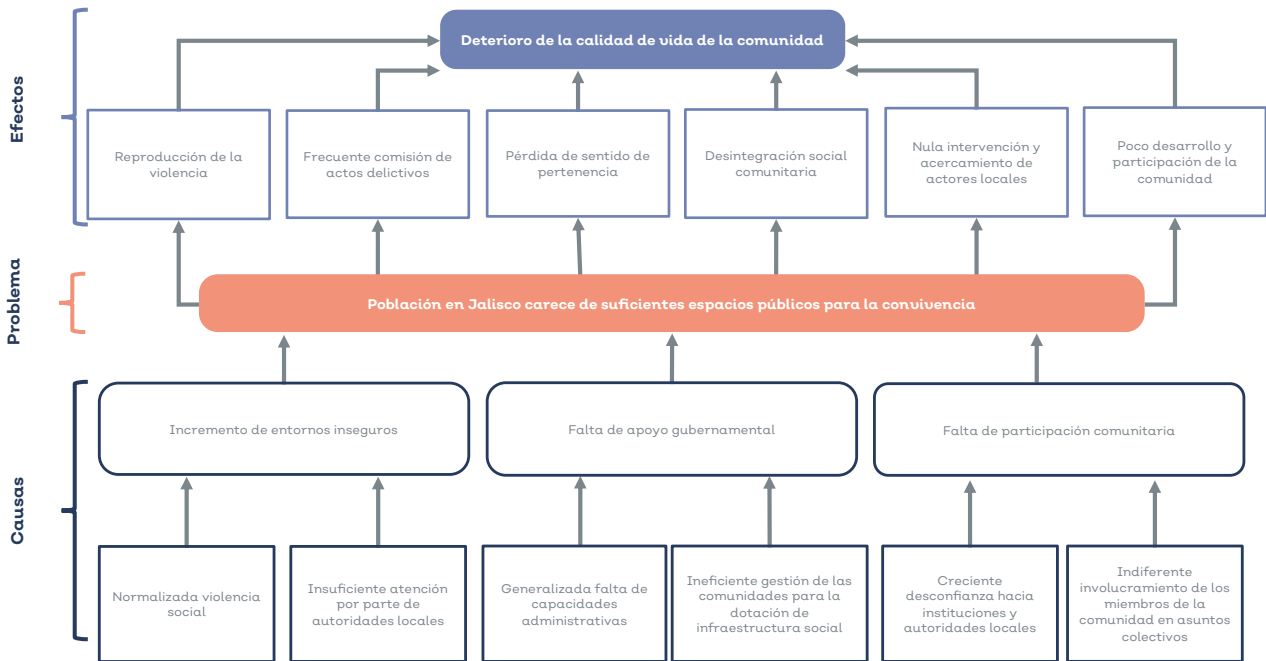 Efectos
Deterioro de la calidad de vida de la comunidad
Reproducción de la
violencia
Frecuente comisión de
actos delictivos
Pérdida de sentido de
pertenencia
Desintegración social
comunitaria
Nula intervención y
acercamiento de
actores locales
Poco desarrollo y
participación de la
comunidad
Problema
Población en Jalisco carece de suficientes espacios públicos para la convivencia
Causas
Incremento de entornos inseguros
Falta de apoyo gubernamental
Falta de participación comunitaria
Normalizada violencia
social
Insuficiente atención
por parte de
autoridades locales
Generalizada falta de
capacidades
administrativas
Ineficiente gestión de las
comunidades para la
dotación de
infraestructura social
Creciente
desconfianza hacia
instituciones y
autoridades locales
Indiferente
involucramiento de los
miembros de la
comunidad en asuntos
colectivos